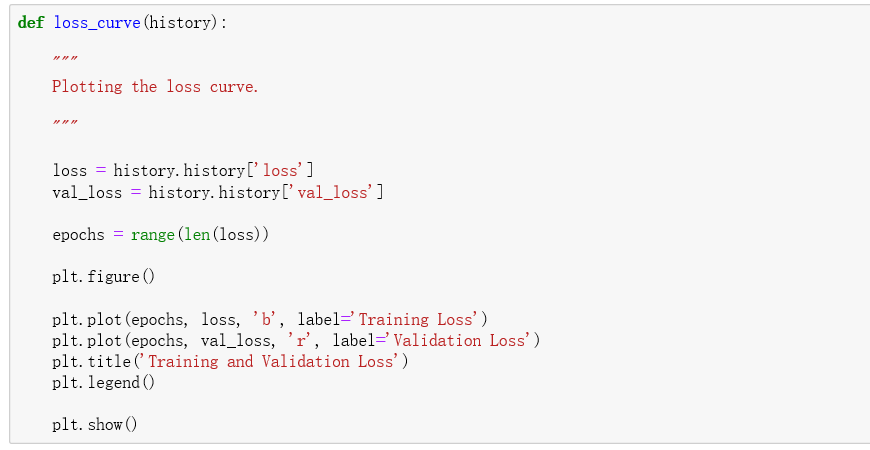 def loss_curve(history):
    """
    Plotting the loss curve.
    """
    loss = history.history['loss']
    val_loss = history.history['val_loss']
    epochs = range(len(loss))
    plt.figure()
    plt.plot(epochs, loss, 'b', label='Training Loss')
    plt.plot(epochs, val_loss, 'r', label='Validation Loss')
    plt.title('Training and Validation Loss')
    plt.legend()
    plt.show()